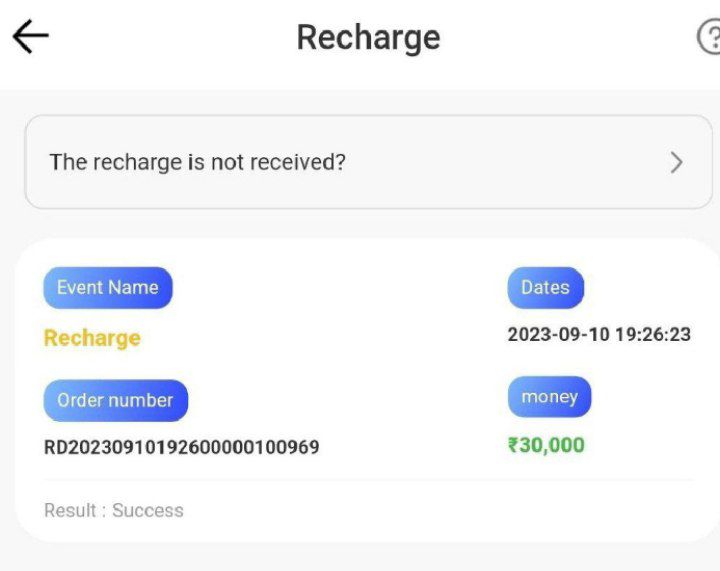 Recharge
The recharge is not received?
Event Name
Dates
Recharge
2023-09-10 19:26:23
Order number
money
RD20230910192600000100969
₹30,000
Result : Success